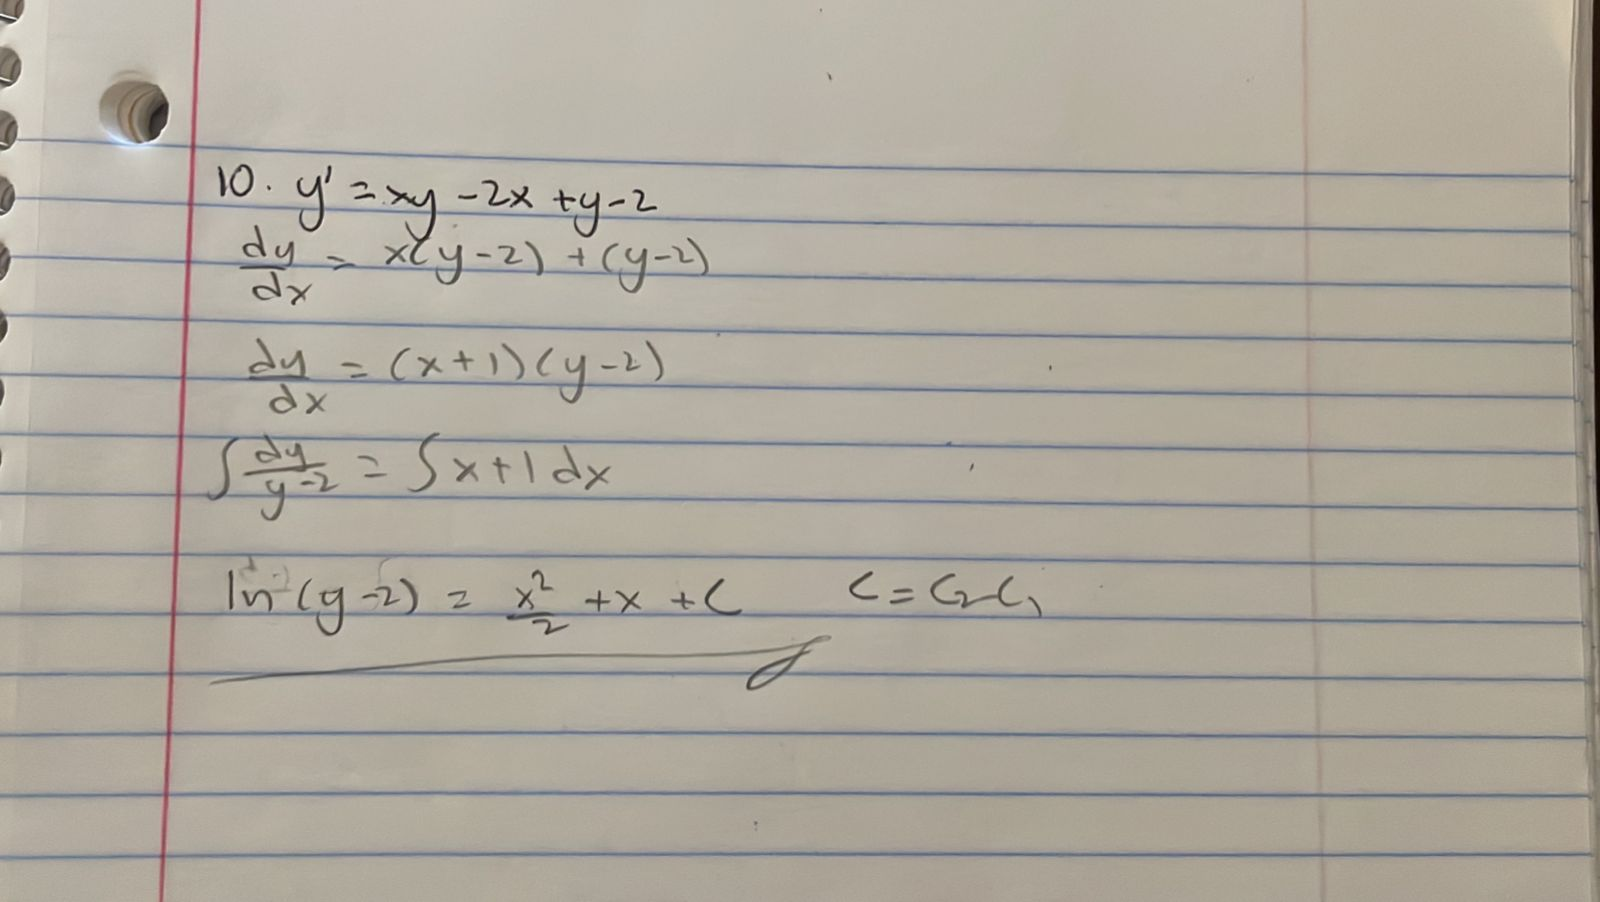 10. y' = xy - 2x + y - 2
dy/dx = x(y-2) + (y-2)
dy/dx = (x+1)(y-2)
∫ dy/y-2 = ∫ x+1 dx
ln (y-2) = x²/2 + x + C C = C₂-C₁